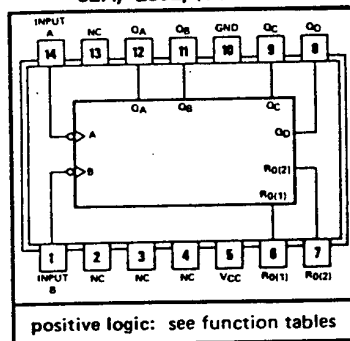 INPUT
A NC QA QB GND QC QD
14 13 12 11 10 9 8
QA QB QC
A QD
B R0(2)
R0(1)
1 2 3 4 5 6 7
INPUT
B NC NC NC VCC R0(1) R0(2)
positive logic: see function tables